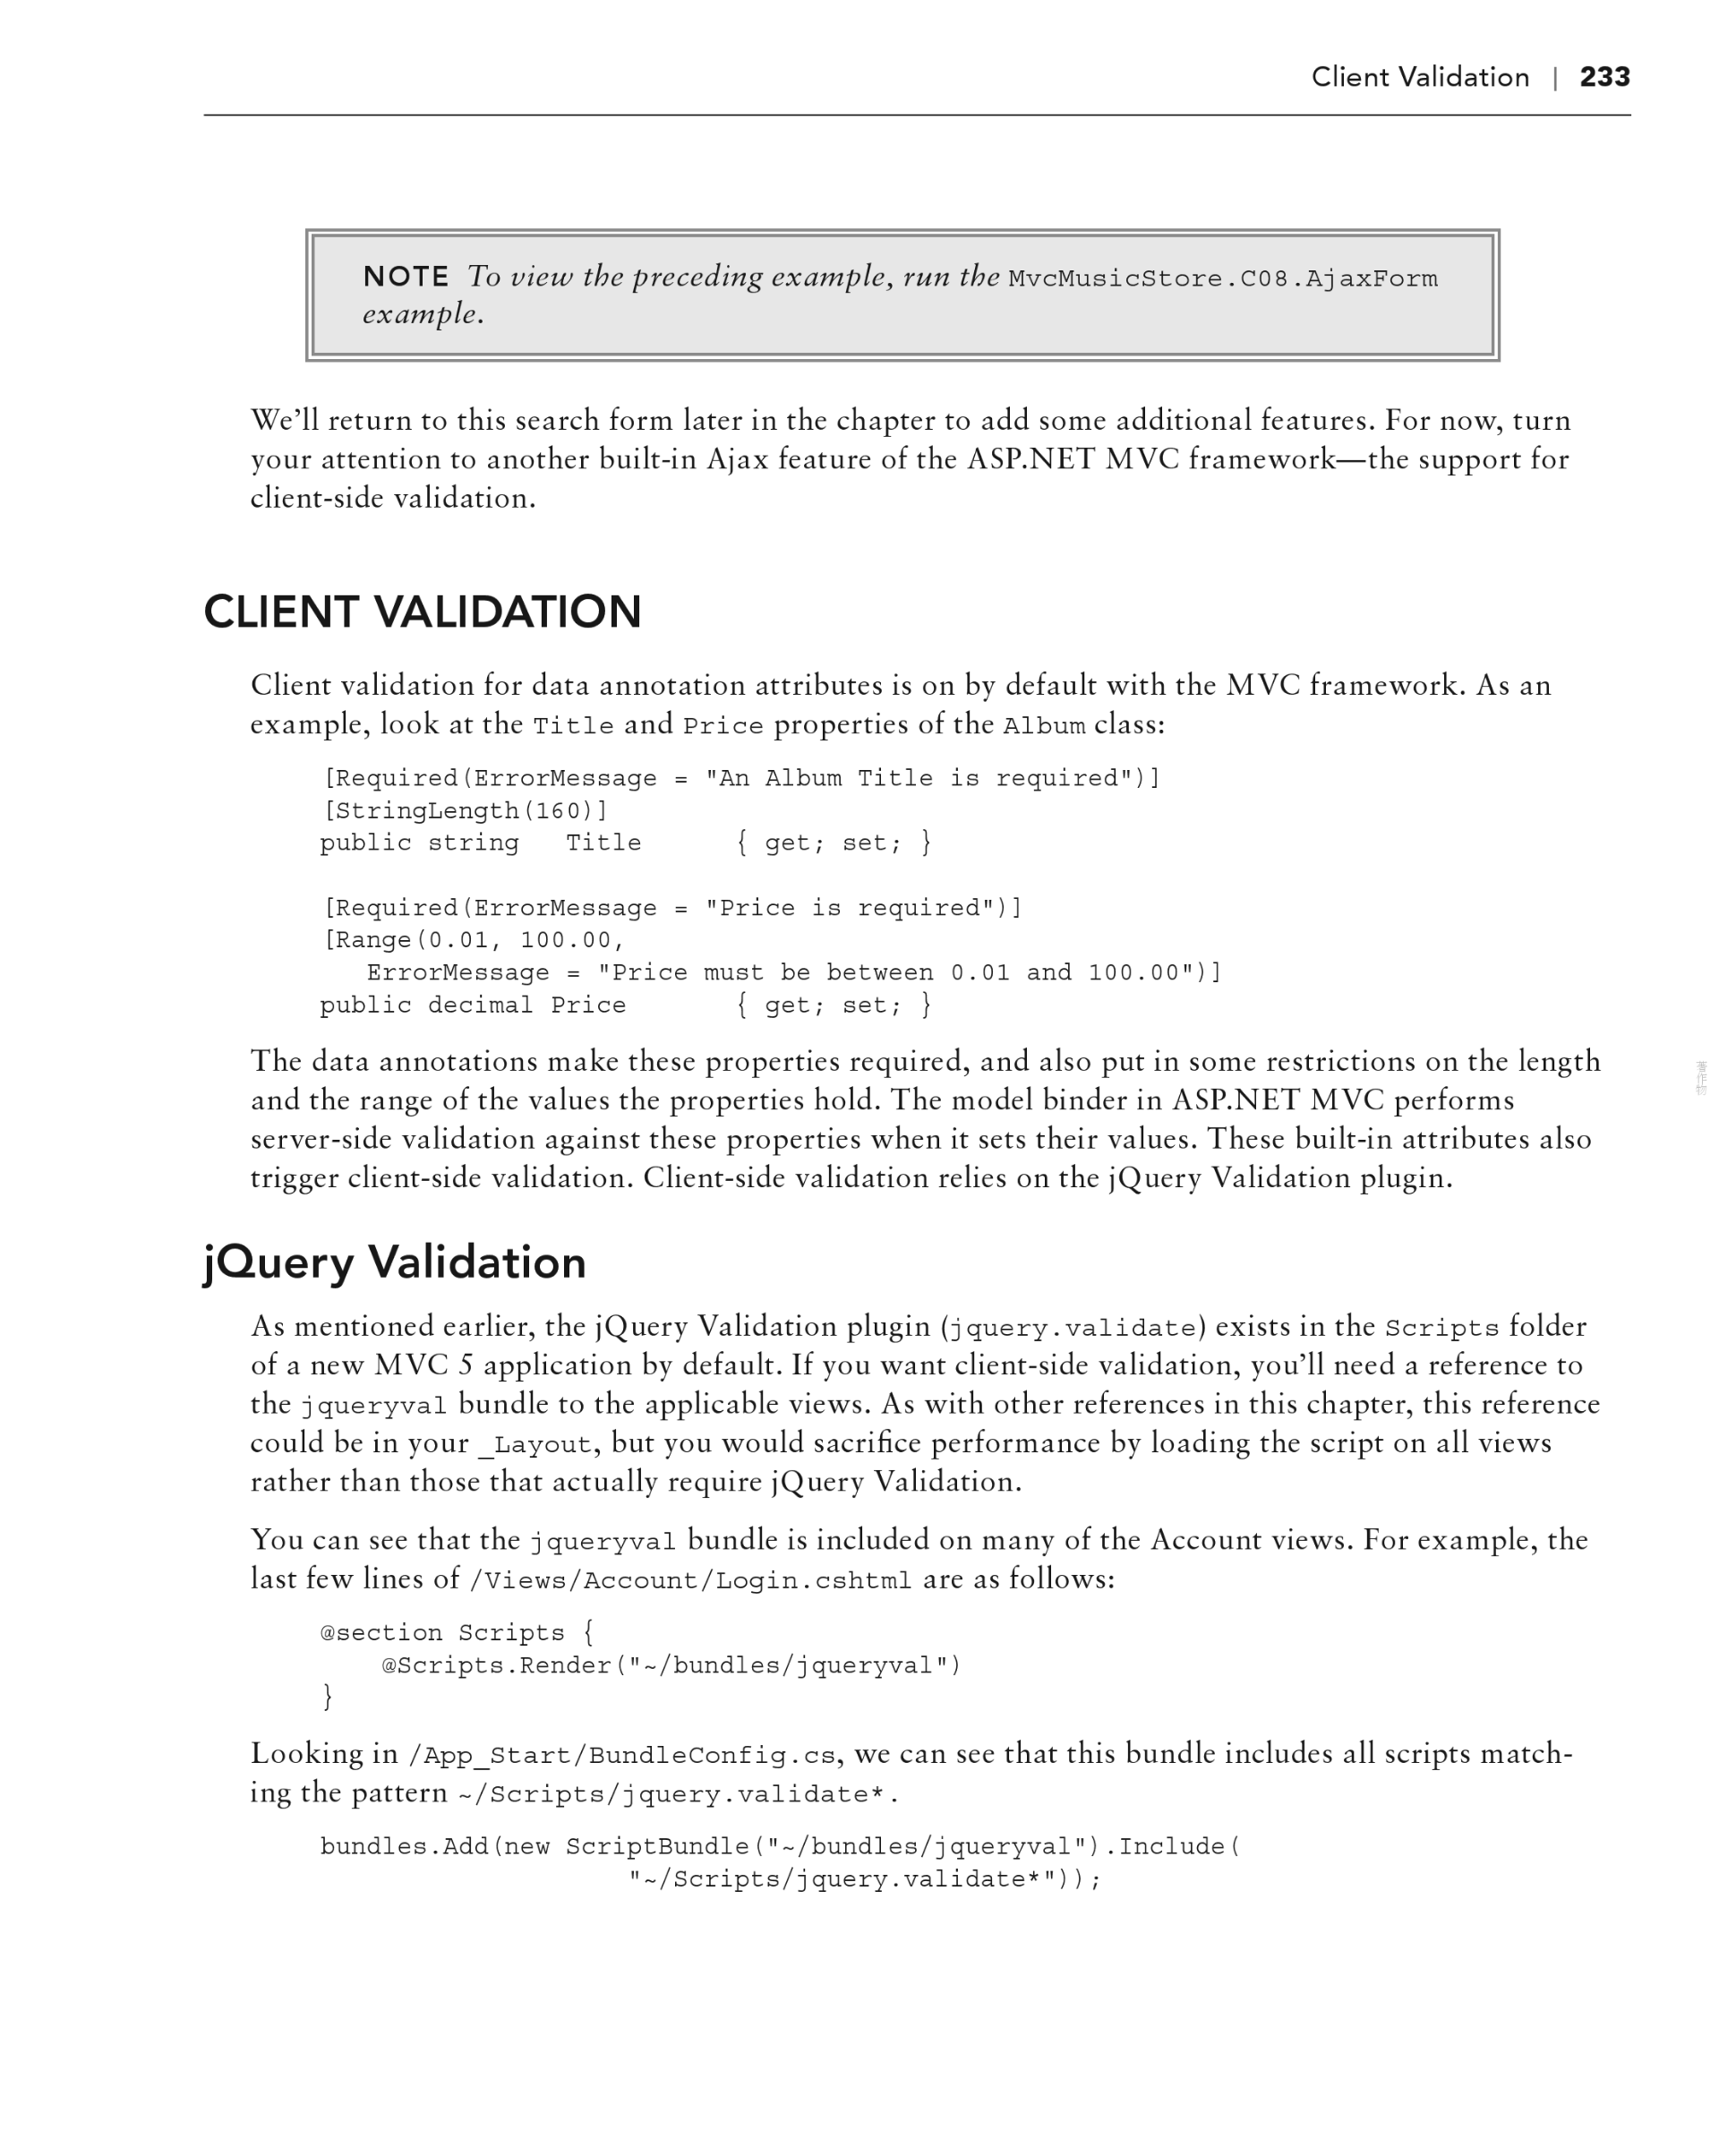 Client Validation | 233
NOTE To view the preceding example, run the MvcMusicStore.C08.AjaxForm
example.
We’ll return to this search form later in the chapter to add some additional features. For now, turn
your attention to another built-in Ajax feature of the ASP.NET MVC framework—the support for
client-side validation.
CLIENT VALIDATION
Client validation for data annotation attributes is on by default with the MVC framework. As an
example, look at the Title and Price properties of the Album class:
[Required(ErrorMessage = "An Album Title is required")]
[StringLength(160)]
public string   Title      { get; set; }
[Required(ErrorMessage = "Price is required")]
[Range(0.01, 100.00,
   ErrorMessage = "Price must be between 0.01 and 100.00")]
public decimal Price       { get; set; }
The data annotations make these properties required, and also put in some restrictions on the length
and the range of the values the properties hold. The model binder in ASP.NET MVC performs
server-side validation against these properties when it sets their values. These built-in attributes also
trigger client-side validation. Client-side validation relies on the jQuery Validation plugin.
著作物
jQuery Validation
As mentioned earlier, the jQuery Validation plugin (jquery.validate) exists in the Scripts folder
of a new MVC 5 application by default. If you want client-side validation, you’ll need a reference to
the jqueryval bundle to the applicable views. As with other references in this chapter, this reference
could be in your _Layout, but you would sacrifice performance by loading the script on all views
rather than those that actually require jQuery Validation.
You can see that the jqueryval bundle is included on many of the Account views. For example, the
last few lines of /Views/Account/Login.cshtml are as follows:
@section Scripts {
    @Scripts.Render("~/bundles/jqueryval")
}
Looking in /App_Start/BundleConfig.cs, we can see that this bundle includes all scripts match-
ing the pattern ~/Scripts/jquery.validate*.
bundles.Add(new ScriptBundle("~/bundles/jqueryval").Include(
                    "~/Scripts/jquery.validate*"));